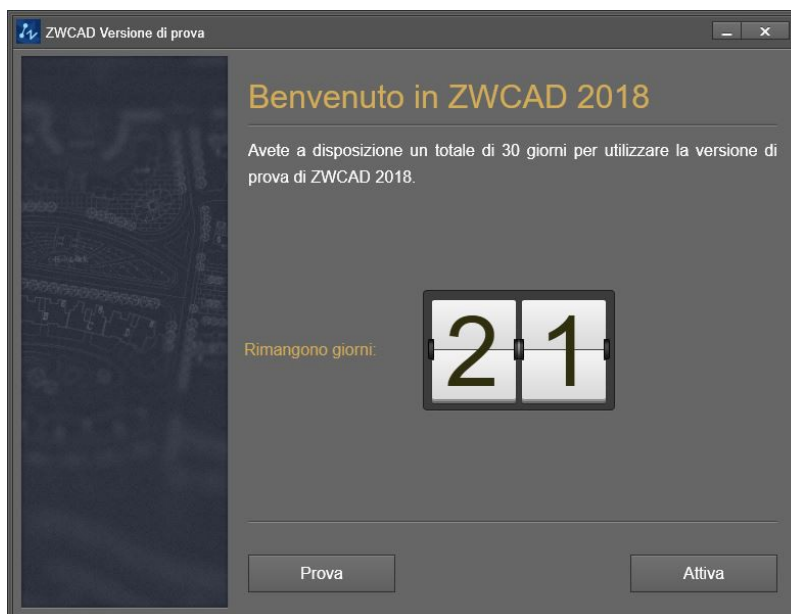 ZWCAD Versione di prova
Benvenuto in ZWCAD 2018
Avete a disposizione un totale di 30 giorni per utilizzare la versione di
prova di ZWCAD 2018.
Rimangono giorni: 21
Prova Attiva